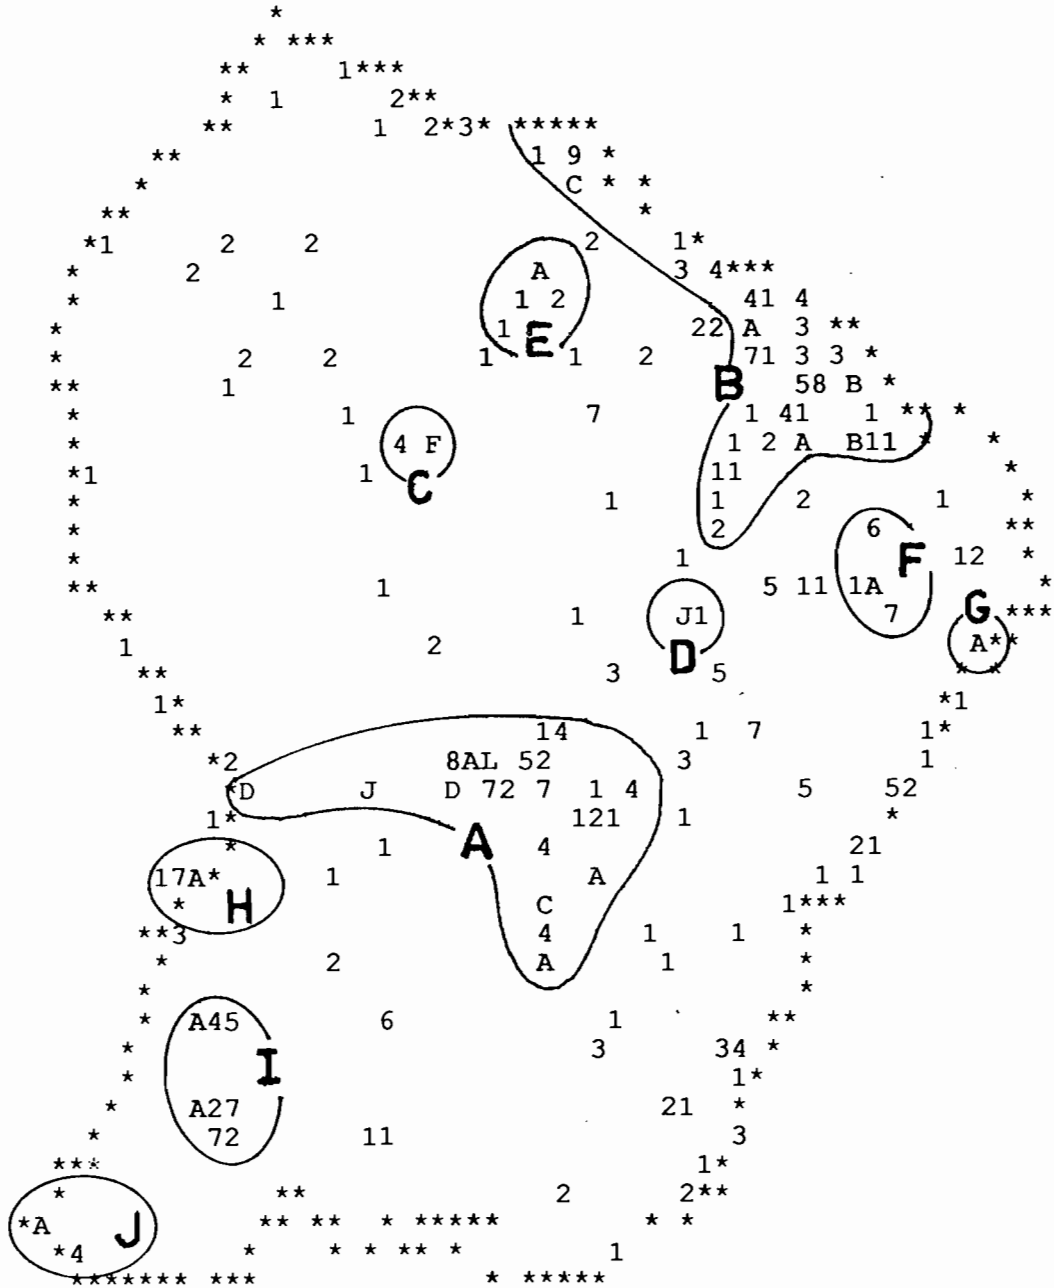 *
* ***
** 1***
* 1 2**
** 1 2*3* *****
** 1 9 *
* C * *
** *
*1 2 2 2 1*
* 2 A 3 4***
* 1 1 2 41 4
* 1 E 22 A 3 **
* 2 2 1 1 2 71 3 3 *
** 1 B 58 B *
* 1 7 1 41 1 ** *
* 4 F 1 2 A B11 * *
*1 1 C 11 *
* 1 1 2 1 *
* 2 6 **
* 1 F 12 *
** 1 5 11 1A *
** 1 J1 7 G ***
1 2 D A**
** 3 5 * *
1* *1
** 14 1 7 1*
*2 8AL 52 3 1
*D J D 72 7 1 4 5 52
1* 121 1 *
* 1 A 4 21
17A* 1 A 1 1
* H C 1***
**3 4 1 1 *
* 2 A 1 *
* *
* A45 6 1 **
* I 3 34 *
* 1*
* A27 21 *
* 72 11 3
*** 1*
* ** 2 2**
*A J ** ** * ***** * *
*4 * * * ** * 1
******* *** * *****